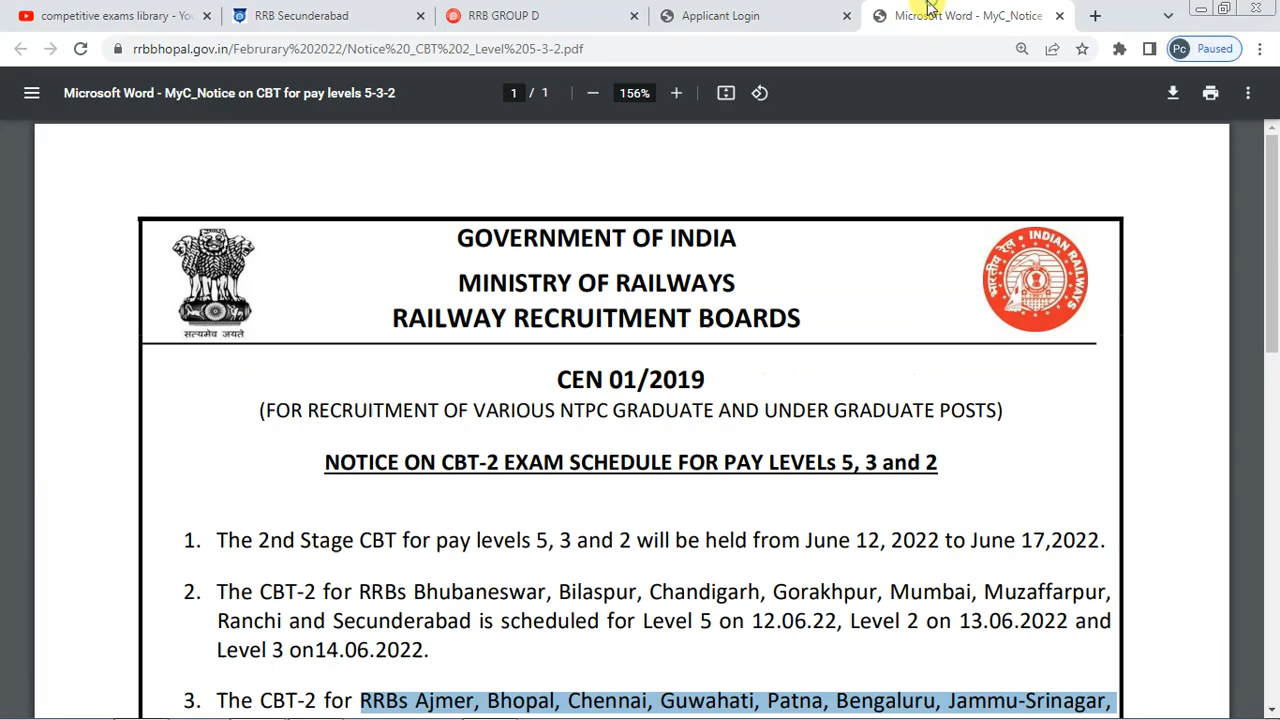 competitive exams library - You
RRB Secunderabad
RRB GROUP D
Applicant Login
Microsoft Word - MyC_Notice
rrbbhopal.gov.in/Februrary%202022/Notice%20_CBT%202_Level%205-3-2.pdf
Pc Paused
Microsoft Word - MyC_Notice on CBT for pay levels 5-3-2
1 / 1
156%
GOVERNMENT OF INDIA
MINISTRY OF RAILWAYS
RAILWAY RECRUITMENT BOARDS
सत्यमेव जयते
भारतीय रेल INDIAN RAILWAYS
CEN 01/2019
(FOR RECRUITMENT OF VARIOUS NTPC GRADUATE AND UNDER GRADUATE POSTS)
NOTICE ON CBT-2 EXAM SCHEDULE FOR PAY LEVELs 5, 3 and 2
1. The 2nd Stage CBT for pay levels 5, 3 and 2 will be held from June 12, 2022 to June 17,2022.
2. The CBT-2 for RRBs Bhubaneswar, Bilaspur, Chandigarh, Gorakhpur, Mumbai, Muzaffarpur,
Ranchi and Secunderabad is scheduled for Level 5 on 12.06.22, Level 2 on 13.06.2022 and
Level 3 on14.06.2022.
3. The CBT-2 for RRBs Ajmer, Bhopal, Chennai, Guwahati, Patna, Bengaluru, Jammu-Srinagar,